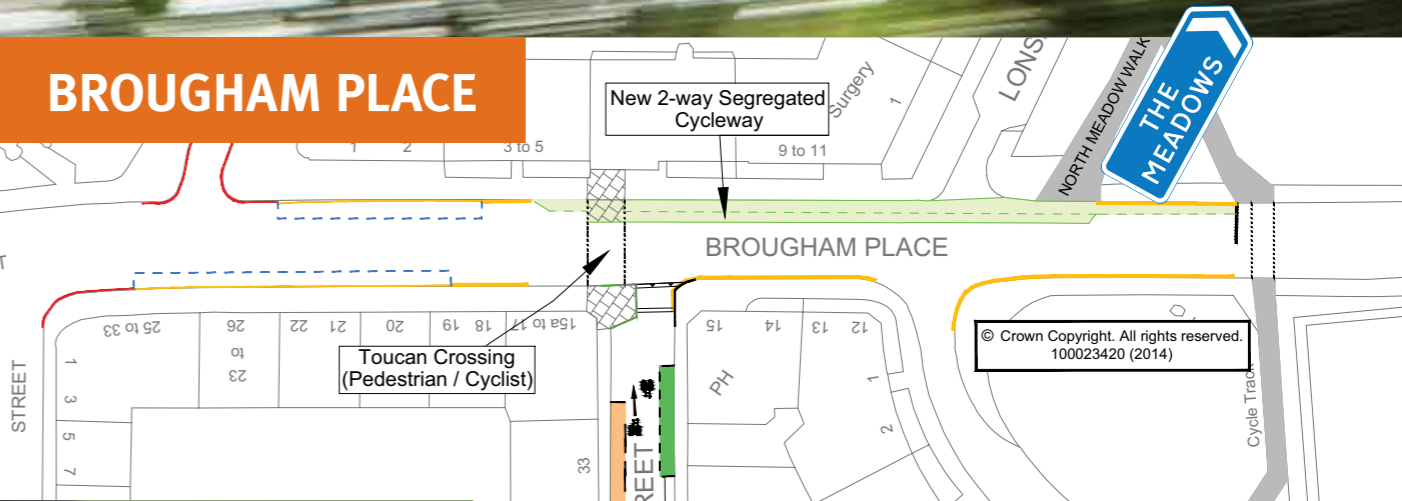 BROUGHAM PLACE
New 2-way Segregated
Cycleway
Surgery
1
LONS
NORTH MEADOW WALK
THE
MEADOWS
1
2
3 to 5
9 to 11
BROUGHAM PLACE
T
Toucan Crossing
(Pedestrian / Cyclist)
25 to 33
26
to
23
22
21
20
19
18
17
15a to
15
14
13
12
STREET
1
3
5
7
PH
1
2
33
REET
© Crown Copyright. All rights reserved.
100023420 (2014)
Cycle Track